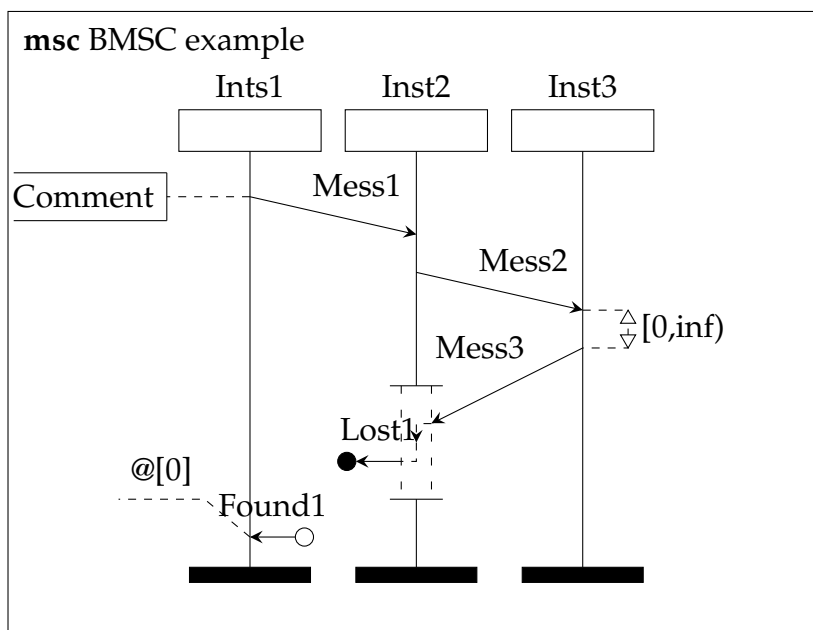 msc BMSC example
Ints1 Inst2 Inst3
Comment
Mess1
Mess2
[0,inf)
Mess3
Lost1
@[0]
Found1